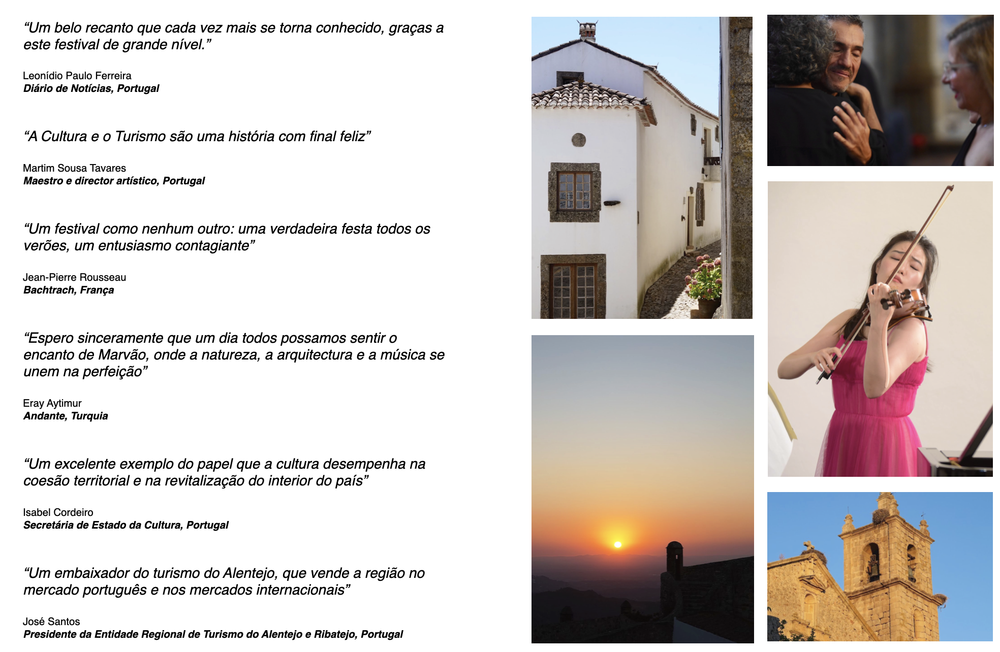 “Um belo recanto que cada vez mais se torna conhecido, graças a
este festival de grande nível.”
Leonídio Paulo Ferreira
Diário de Notícias, Portugal
“A Cultura e o Turismo são uma história com final feliz”
Martim Sousa Tavares
Maestro e director artístico, Portugal
“Um festival como nenhum outro: uma verdadeira festa todos os
verões, um entusiasmo contagiante”
Jean-Pierre Rousseau
Bachtrach, França
“Espero sinceramente que um dia todos possamos sentir o
encanto de Marvão, onde a natureza, a arquitectura e a música se
unem na perfeição”
Eray Aytimur
Andante, Turquia
“Um excelente exemplo do papel que a cultura desempenha na
coesão territorial e na revitalização do interior do país”
Isabel Cordeiro
Secretária de Estado da Cultura, Portugal
“Um embaixador do turismo do Alentejo, que vende a região no
mercado português e nos mercados internacionais”
José Santos
Presidente da Entidade Regional de Turismo do Alentejo e Ribatejo, Portugal